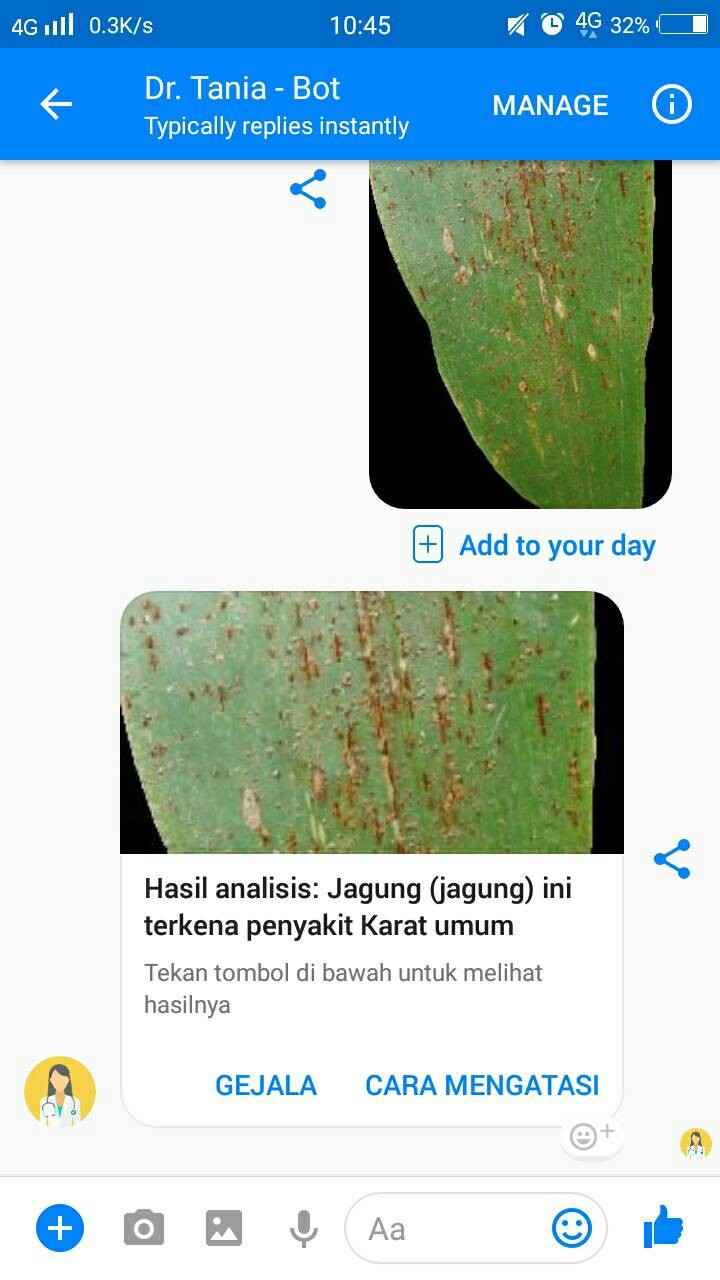 4G 0.3K/s 10:45 4G 32%
Dr. Tania - Bot
Typically replies instantly
MANAGE
Add to your day
Hasil analisis: Jagung (jagung) ini
terkena penyakit Karat umum
Tekan tombol di bawah untuk melihat
hasilnya
GEJALA CARA MENGATASI
Aa